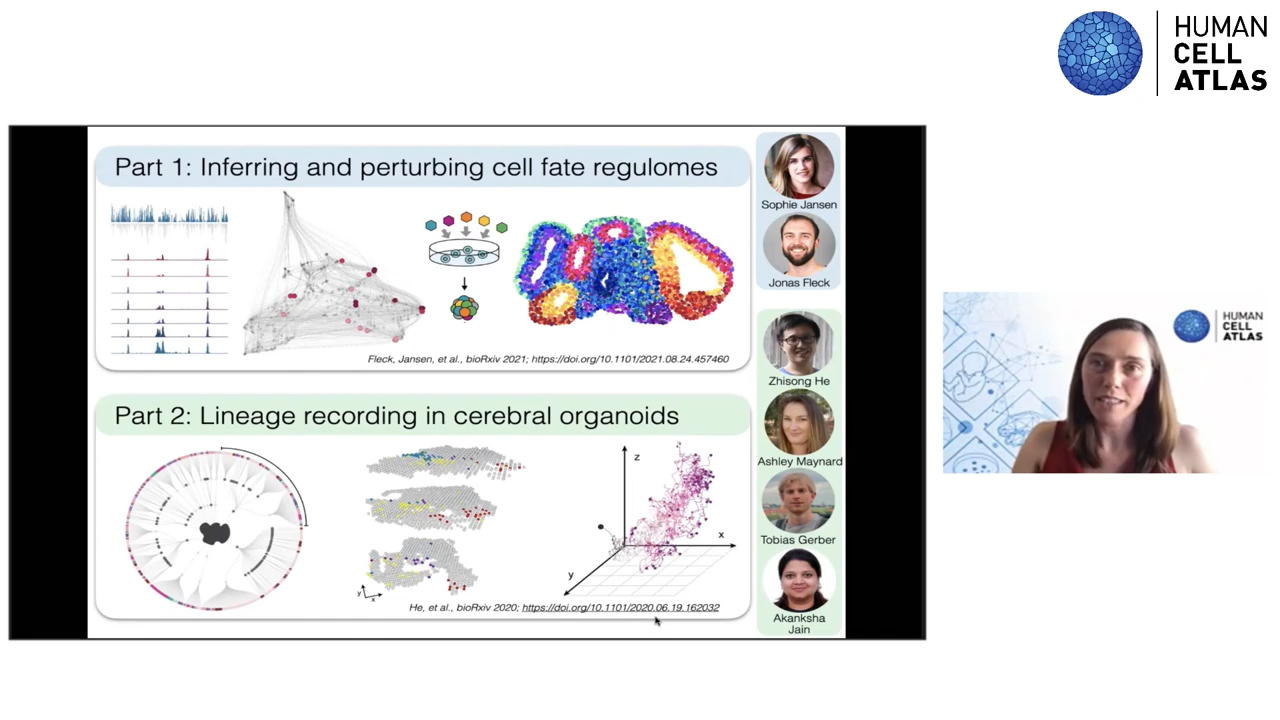 HUMAN
CELL
ATLAS
Part 1: Inferring and perturbing cell fate regulomes
Sophie Jansen
Jonas Fleck
Fleck, Jansen, et al., bioRxiv 2021; https://doi.org/10.1101/2021.08.24.457460
Zhisong He
Part 2: Lineage recording in cerebral organoids
Ashley Maynard
z
x
y
y
x
Tobias Gerber
He, et al., bioRxiv 2020; https://doi.org/10.1101/2020.06.19.162032
Akanksha
Jain
HUMAN
CELL
ATLAS